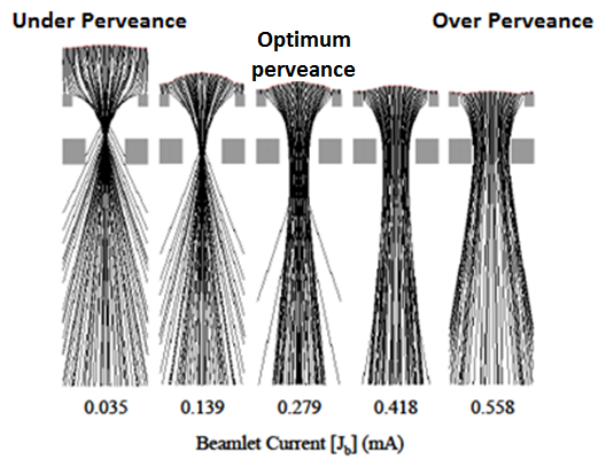 Under Perveance
Optimum
perveance
Over Perveance
0.035 0.139 0.279 0.418 0.558
Beamlet Current [J_b] (mA)